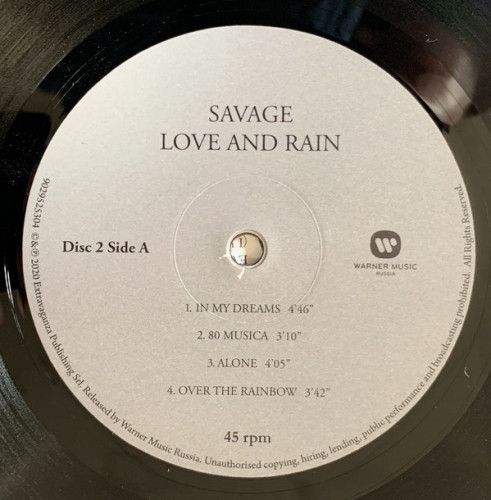 SAVAGE
LOVE AND RAIN
Disc 2 Side A
WARNER MUSIC
RUSSIA
1. IN MY DREAMS 4'46"
2. 80 MUSICA 3'10"
3. ALONE 4'05"
4. OVER THE RAINBOW 3'42"
45 rpm
9029525304 ©&℗ 2020 Extravaganza Publishing Srl. Released by Warner Music Russia. Unauthorised copying, hiring, lending, public performance and broadcasting prohibited. All Rights Reserved.